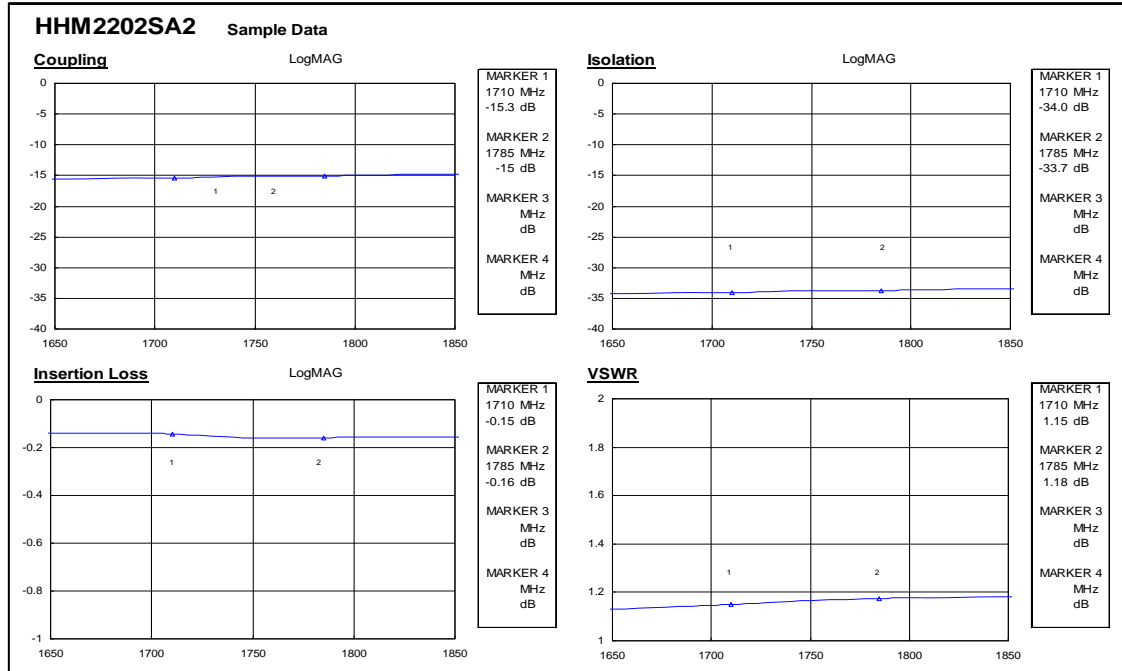 HHM2202SA2 Sample Data
Coupling LogMAG
0
-5
-10
-15
-20
-25
-30
-35
-40
1650 1700 1750 1800 1850
1 2
MARKER 1
1710 MHz
-15.3 dB
MARKER 2
1785 MHz
-15 dB
MARKER 3
MHz
dB
MARKER 4
MHz
dB
Isolation LogMAG
0
-5
-10
-15
-20
-25
-30
-35
-40
1650 1700 1750 1800 1850
1 2
MARKER 1
1710 MHz
-34.0 dB
MARKER 2
1785 MHz
-33.7 dB
MARKER 3
MHz
dB
MARKER 4
MHz
dB
Insertion Loss LogMAG
0
-0.2
-0.4
-0.6
-0.8
-1
1650 1700 1750 1800 1850
1 2
MARKER 1
1710 MHz
-0.15 dB
MARKER 2
1785 MHz
-0.16 dB
MARKER 3
MHz
dB
MARKER 4
MHz
dB
VSWR
2
1.8
1.6
1.4
1.2
1
1650 1700 1750 1800 1850
1 2
MARKER 1
1710 MHz
1.15 dB
MARKER 2
1785 MHz
1.18 dB
MARKER 3
MHz
dB
MARKER 4
MHz
dB